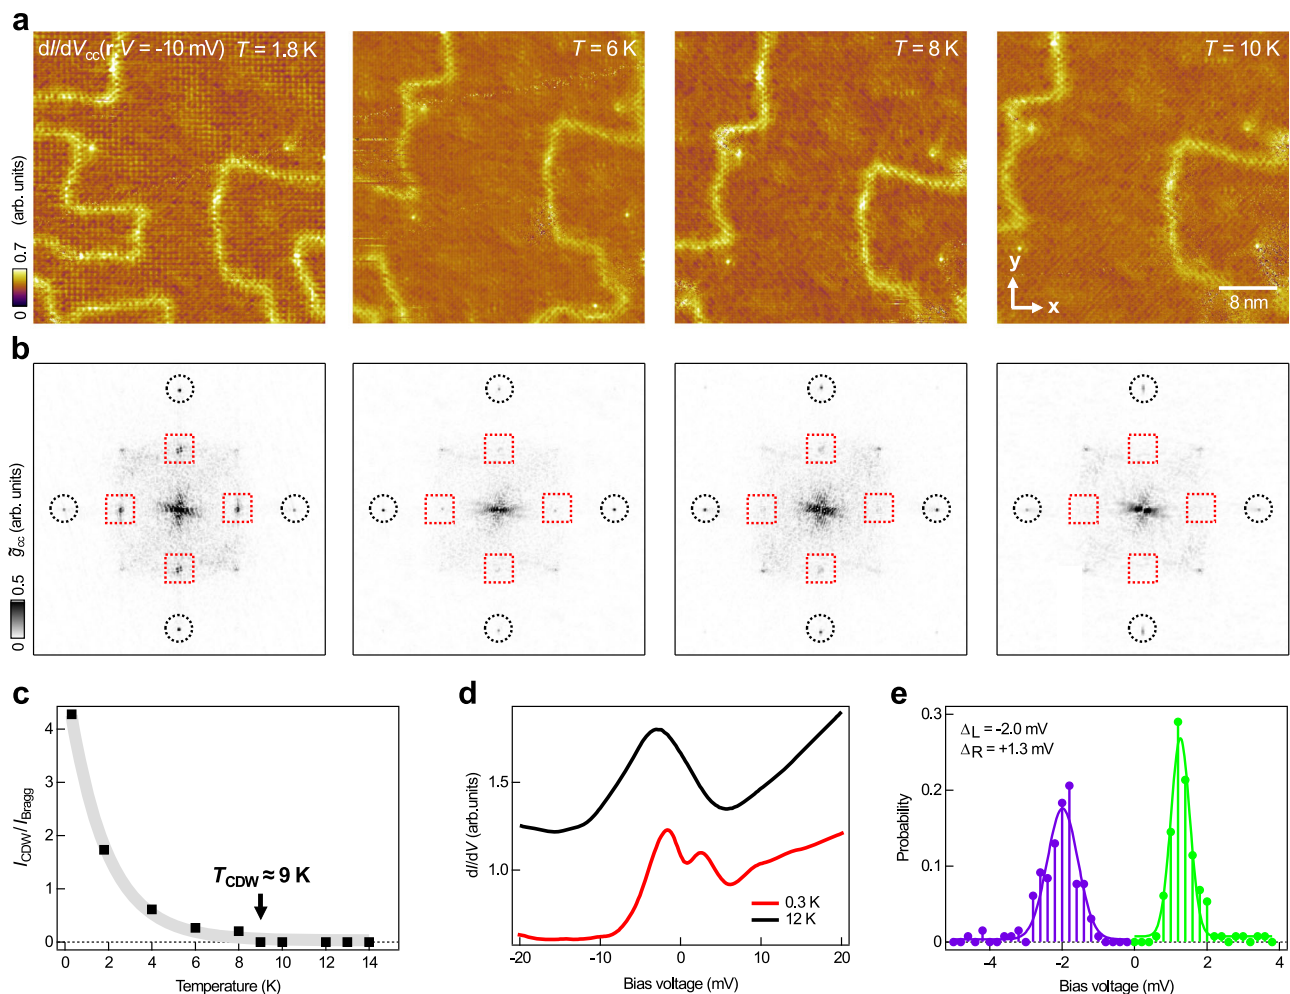 a
dI/dVcc(r, V = -10 mV) T = 1.8 K
T = 6 K
T = 8 K
T = 10 K
0 0.7 (arb. units)
y
x
8 nm
b
0 0.5 g̃cc (arb. units)
c
ICDW/IBragg
4
3
2
1
0
TCDW ≈ 9 K
0 2 4 6 8 10 12 14
Temperature (K)
d
dI/dV (arb.units)
1.5
1.0
0.3 K
12 K
-20 -10 0 10 20
Bias voltage (mV)
e
Probability
0.3
0.2
0.1
0
ΔL = -2.0 mV
ΔR = +1.3 mV
-4 -2 0 2 4
Bias voltage (mV)